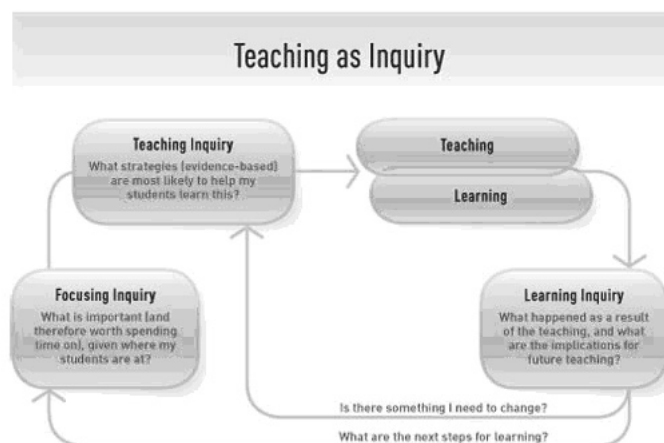 Teaching as Inquiry
Teaching Inquiry
What strategies (evidence-based)
are most likely to help my
students learn this?
Teaching
Learning
Focusing Inquiry
What is important (and
therefore worth spending
time on), given where my
students are at?
Learning Inquiry
What happened as a result
of the teaching, and what
are the implications for
future teaching?
Is there something I need to change?
What are the next steps for learning?